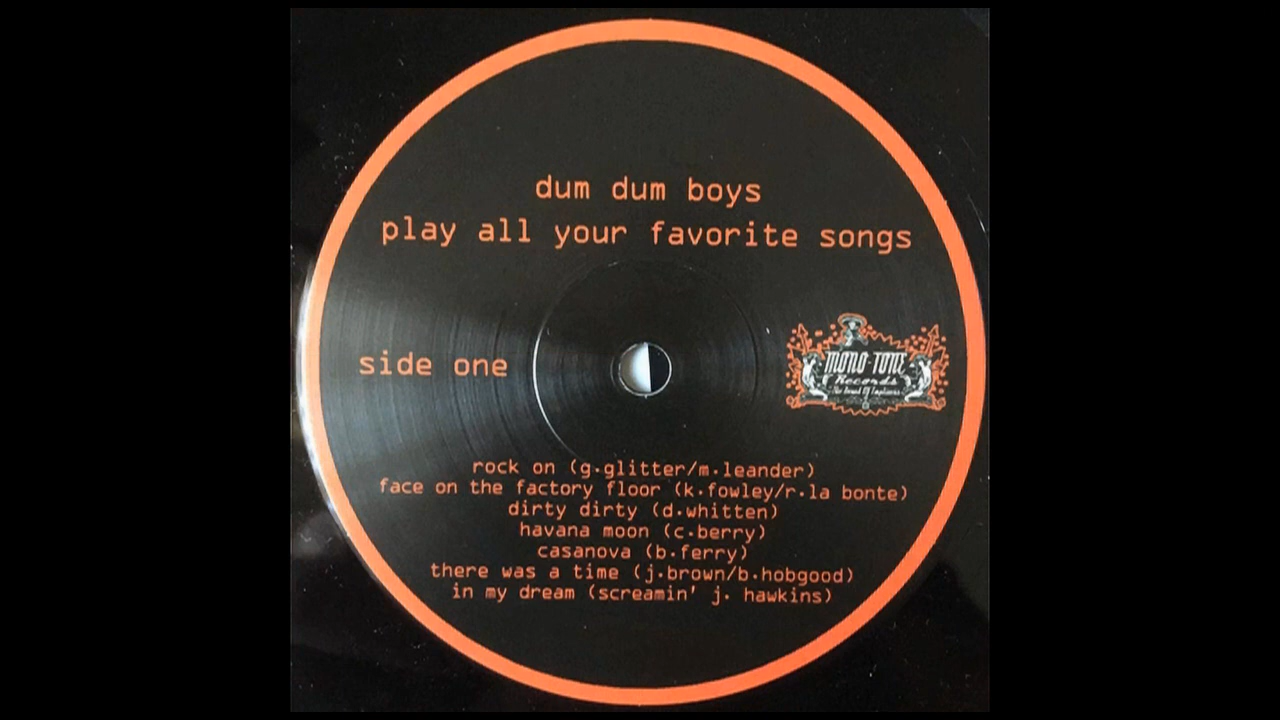 dum dum boys
play all your favorite songs
side one
MONO-TONE
Records
rock on (g.glitter/m.leander)
face on the factory floor (k.fowley/r.la bonte)
dirty dirty (d.whitten)
havana moon (c.berry)
casanova (b.ferry)
there was a time (j.brown/b.hobgood)
in my dream (screamin' j. hawkins)